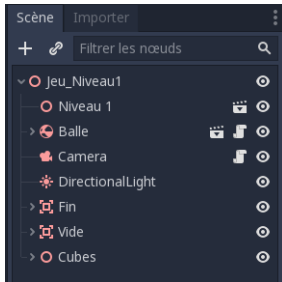 Scène Importer
Filtrer les nœuds
Jeu_Niveau1
Niveau 1
Balle
Camera
DirectionalLight
Fin
Vide
Cubes